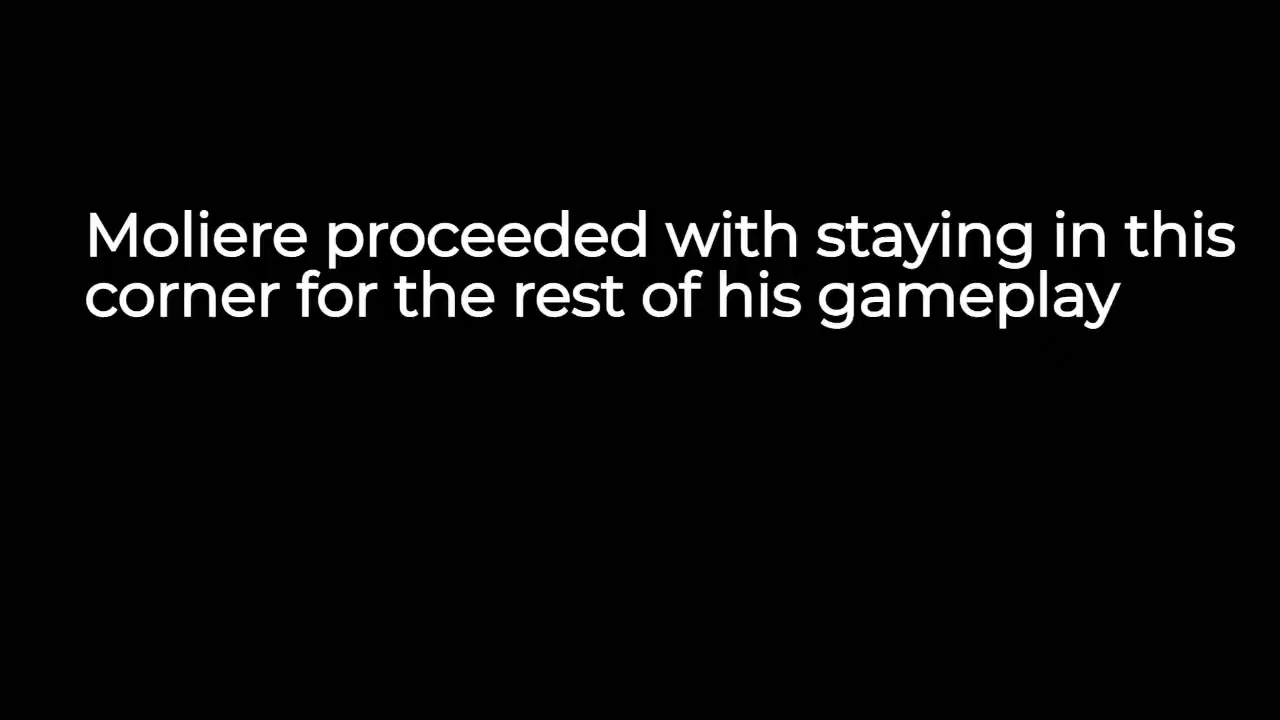 Moliere proceeded with staying in this
corner for the rest of his gameplay